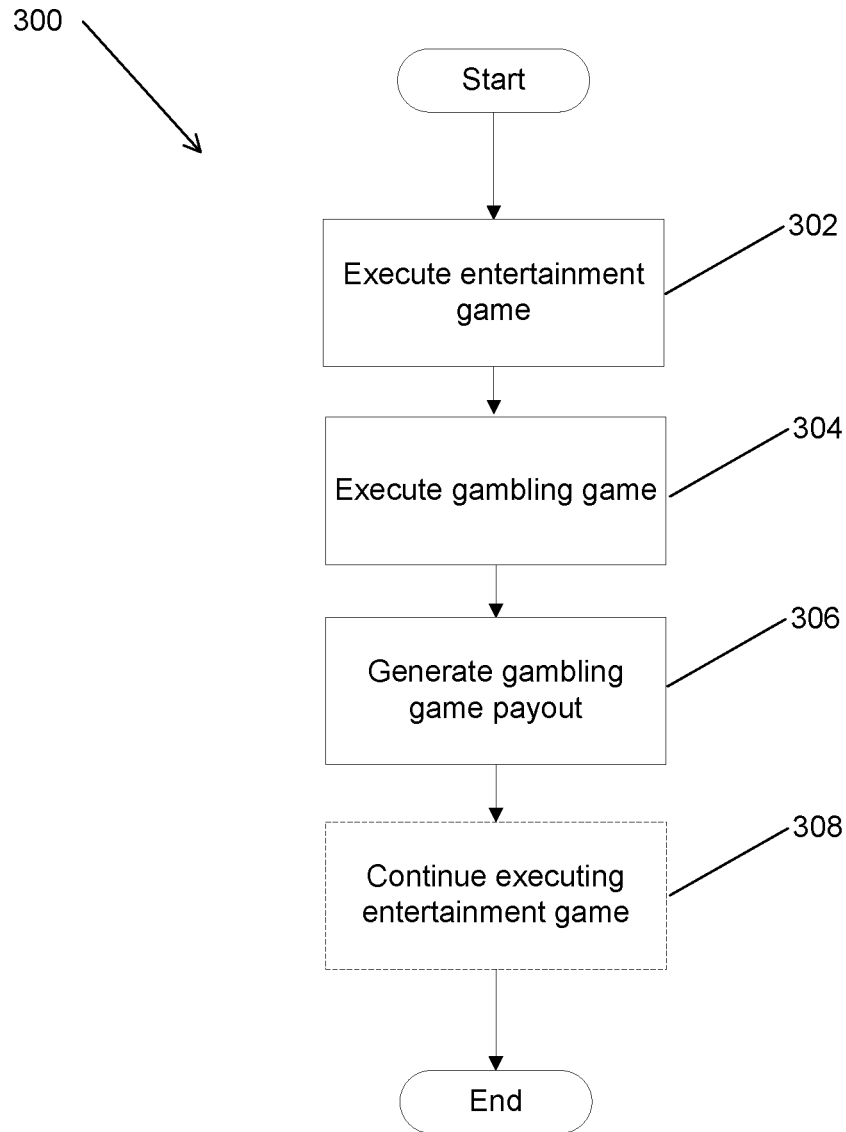 300
Start
302
Execute entertainment
game
304
Execute gambling game
306
Generate gambling
game payout
308
Continue executing
entertainment game
End